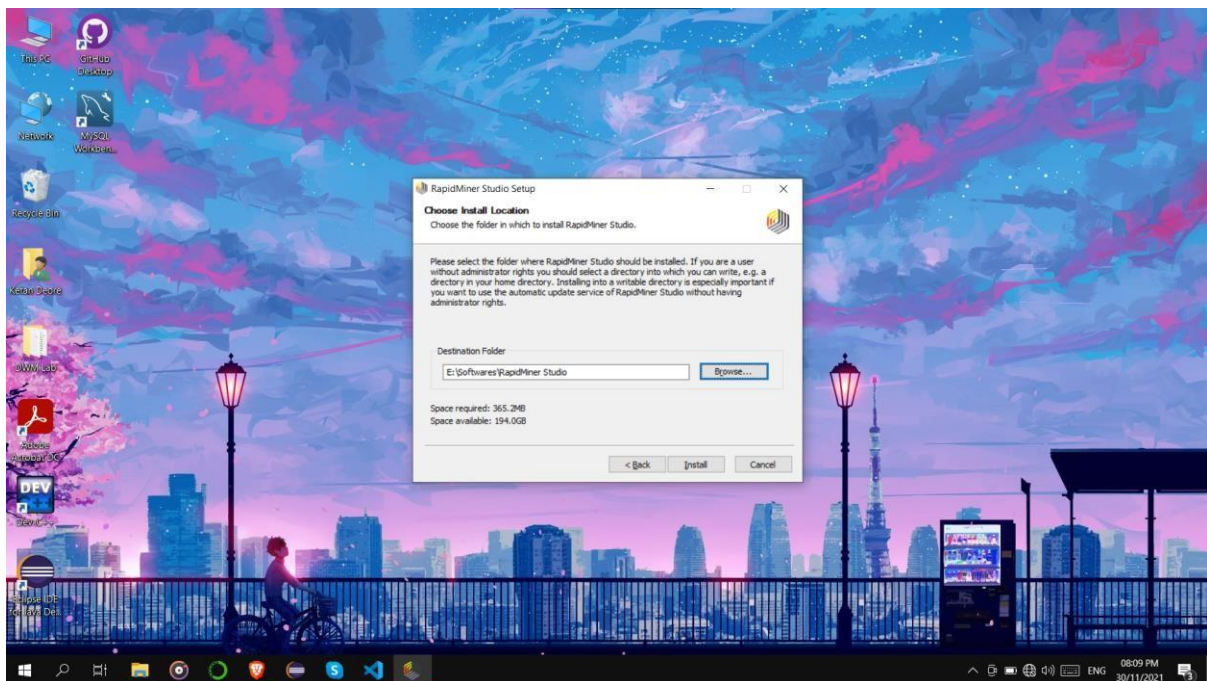 This PC
GitHub
Desktop
Network
MySQL
Workben...
Recycle Bin
Ketan Deore
DWM Lab
Adobe
Acrobat DC
DEV
C++
Dev-C++
Eclipse IDE
for Java De...
RapidMiner Studio Setup
Choose Install Location
Choose the folder in which to install RapidMiner Studio.
Please select the folder where RapidMiner Studio should be installed. If you are a user
without administrator rights you should select a directory into which you can write, e.g. a
directory in your home directory. Installing into a writable directory is especially important if
you want to use the automatic update service of RapidMiner Studio without having
administrator rights.
Destination Folder
E:\Softwares\RapidMiner Studio
Browse...
Space required: 365.2MB
Space available: 194.0GB
< Back
Install
Cancel
ENG
08:09 PM
30/11/2021
3